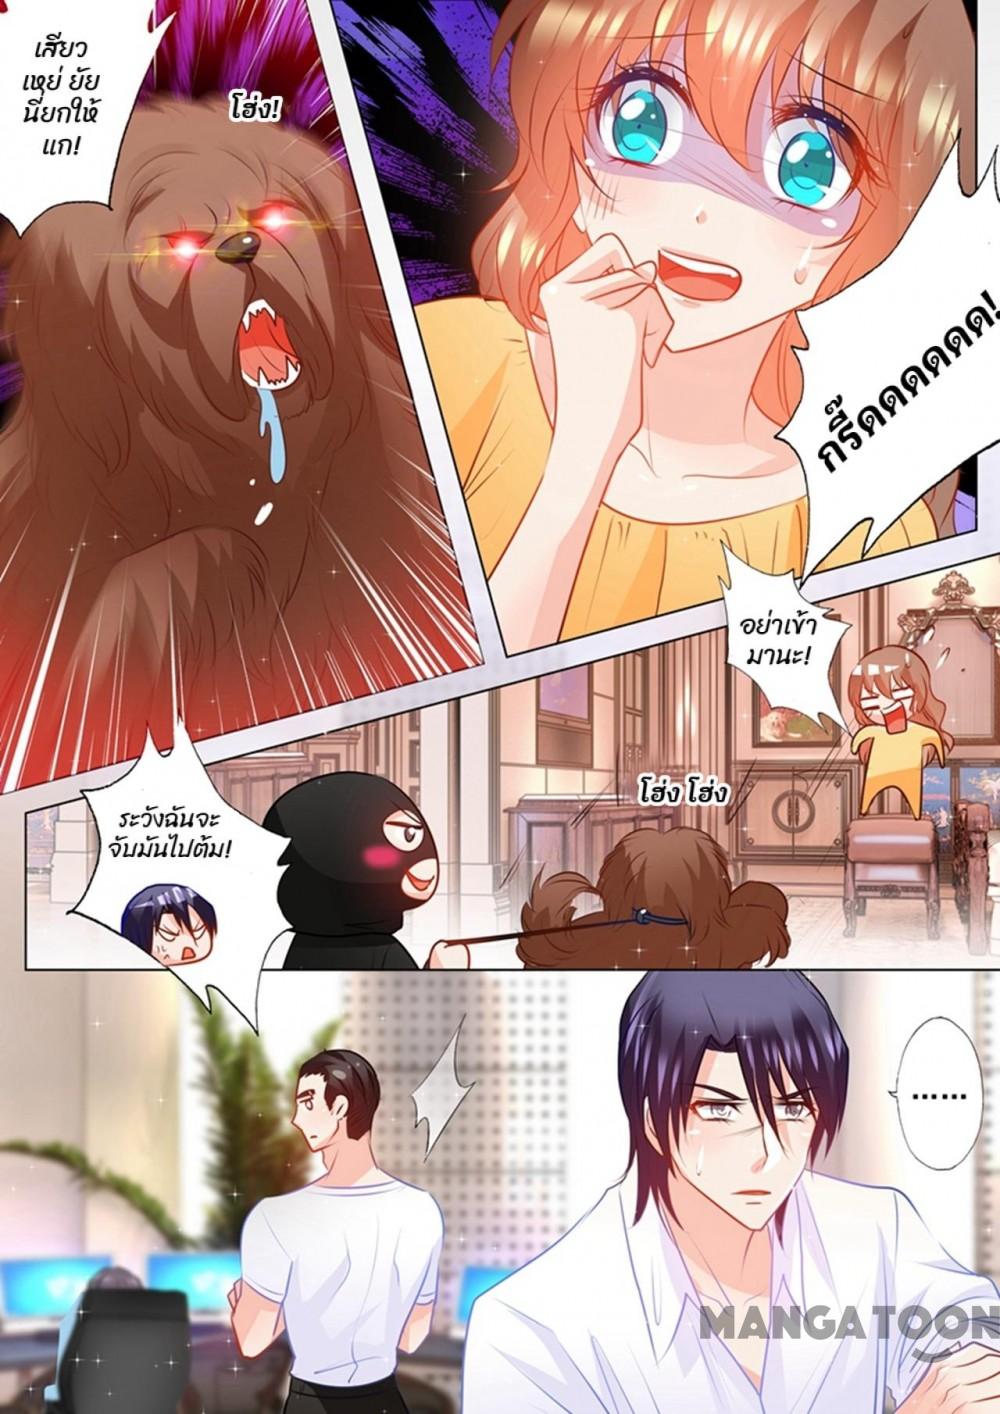 เสียว
เหย่ ยัย
นี่ยกให้
แก!
โฮ่ง!
กรี๊ดดดดดดด!
อย่าเข้า
มานะ!
โฮ่ง โฮ่ง
ระวังฉันจะ
จับมันไปต้ม!
......
MANGATOON